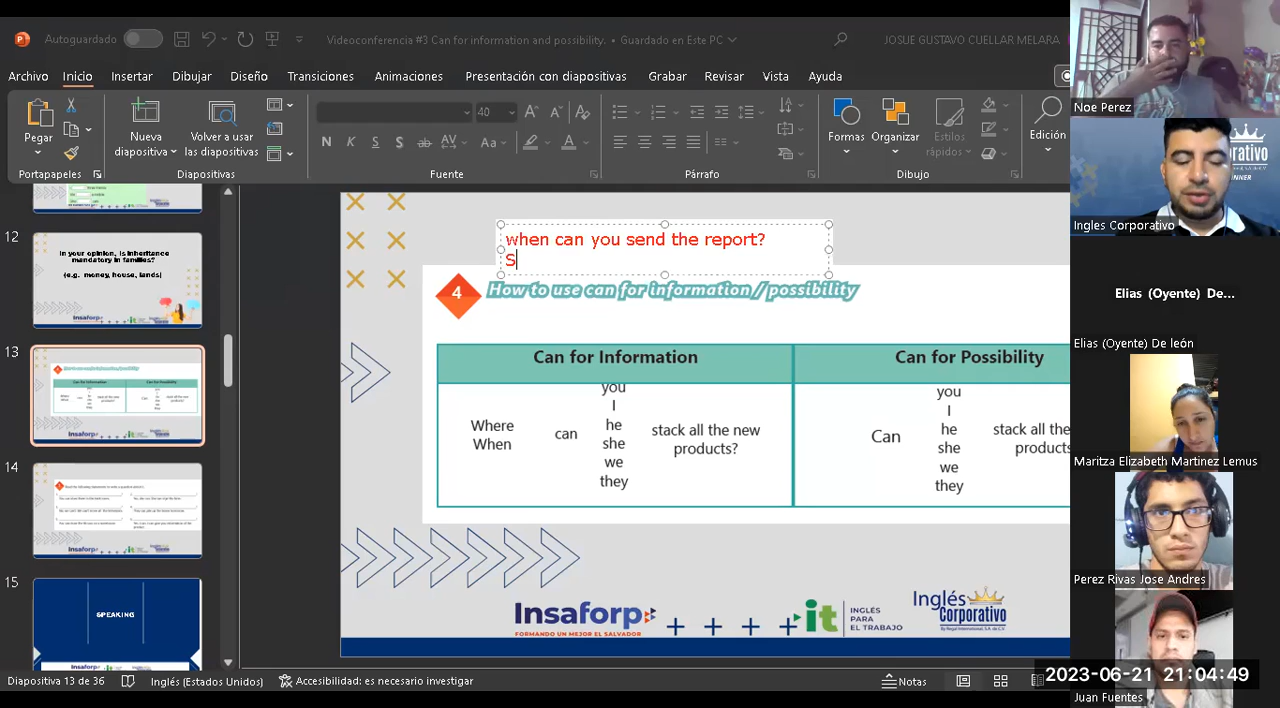 Autoguardado
Videoconferencia #3 Can for information and possibility. • Guardado en Este PC
JOSUE GUSTAVO CUELLAR MELARA
Archivo Inicio Insertar Dibujar Diseño Transiciones Animaciones Presentación con diapositivas Grabar Revisar Vista Ayuda
40
Pegar
Nueva diapositiva
Volver a usar las diapositivas
N K S S ab AV Aa A
Formas Organizar Estilos rápidos Edición
Portapapeles Diapositivas Fuente Párrafo Dibujo
12
In your opinion, is inheritance
mandatory in families?
(e.g. money, house, lands)
13
14
15
SPEAKING
when can you send the report?
S
4 How to use can for information / possibility
Can for Information
Can for Possibility
Where
When
can
you
I
he
she
we
they
stack all the new
products?
Can
you
I
he
she
we
they
stack all the
products
Insaforp
FORMANDO UN MEJOR EL SALVADOR
it
INGLÉS
PARA
EL TRABAJO
Inglés
Corporativo
Diapositiva 13 de 36
Inglés (Estados Unidos)
Accesibilidad: es necesario investigar
Notas
Noe Perez
Ingles Corporativo
Elias (Oyente) De...
Elias (Oyente) De león
Maritza Elizabeth Martinez Lemus
Perez Rivas Jose Andres
2023-06-21 21:04:49
Juan Fuentes